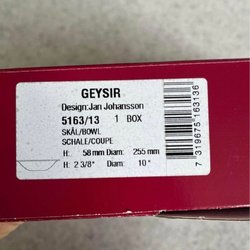 GEYSIR
Design:Jan Johansson
5163/13 1 BOX
SKÅL/BOWL
SCHALE/COUPE
H: 58 mm Diam: 255 mm
H: 2 3/8" Diam: 10"
7 319675 163136